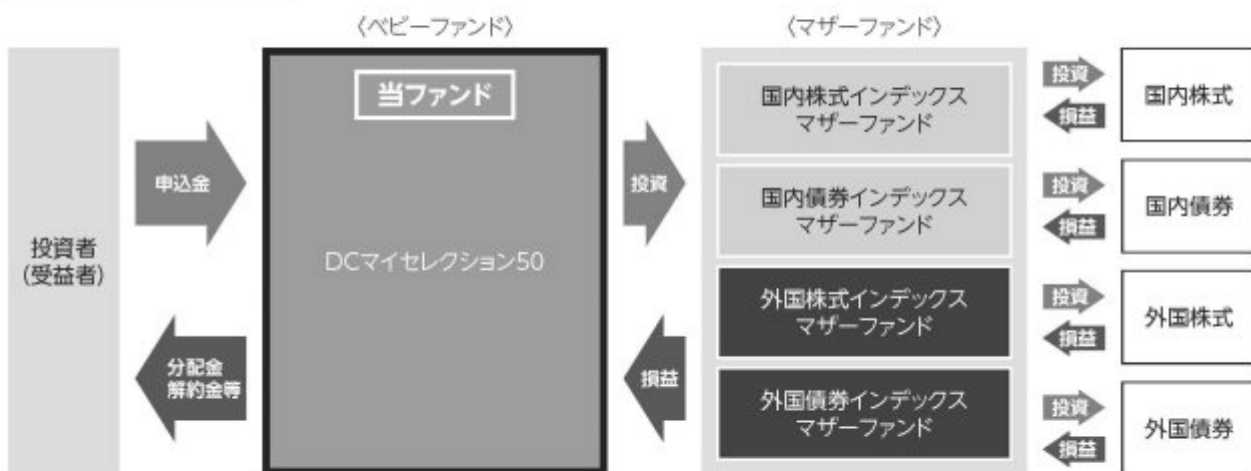 〈ベビーファンド〉
〈マザーファンド〉
投資者
(受益者)
申込金
分配金
解約金等
当ファンド
DCマイセレクション50
投資
損益
国内株式インデックス
マザーファンド
投資
損益
国内株式
国内債券インデックス
マザーファンド
投資
損益
国内債券
外国株式インデックス
マザーファンド
投資
損益
外国株式
外国債券インデックス
マザーファンド
投資
損益
外国債券